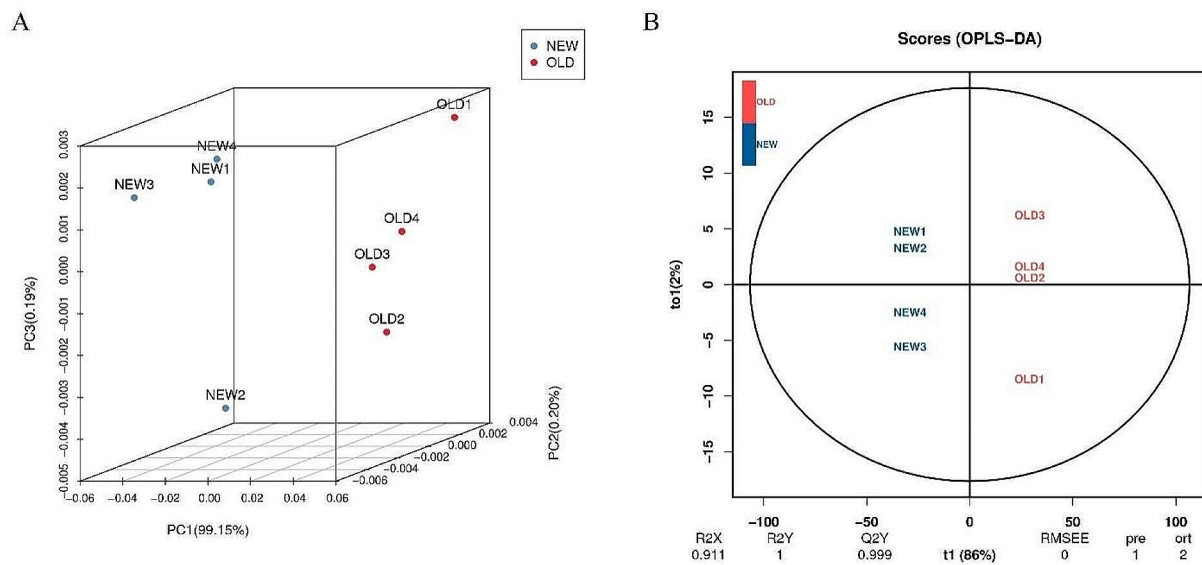 A
NEW
OLD
OLD1
NEW4
NEW1
NEW3
OLD4
OLD3
OLD2
NEW2
PC3(0.19%)
0.003
0.002
0.001
0.000
−0.001
−0.002
−0.003
−0.004
−0.005
−0.06 −0.04 −0.02 0.00 0.02 0.04 0.06
PC1(99.15%)
−0.006
−0.004
−0.002
0.000
0.002
0.004
PC2(0.20%)
B
Scores (OPLS−DA)
OLD
NEW
to1(2%)
15
10
5
0
−5
−10
−15
OLD3
NEW1
NEW2
OLD4
OLD2
NEW4
NEW3
OLD1
−100 −50 0 50 100
R2X R2Y Q2Y RMSEE pre ort
0.911 1 0.999 t1 (86%) 0 1 2